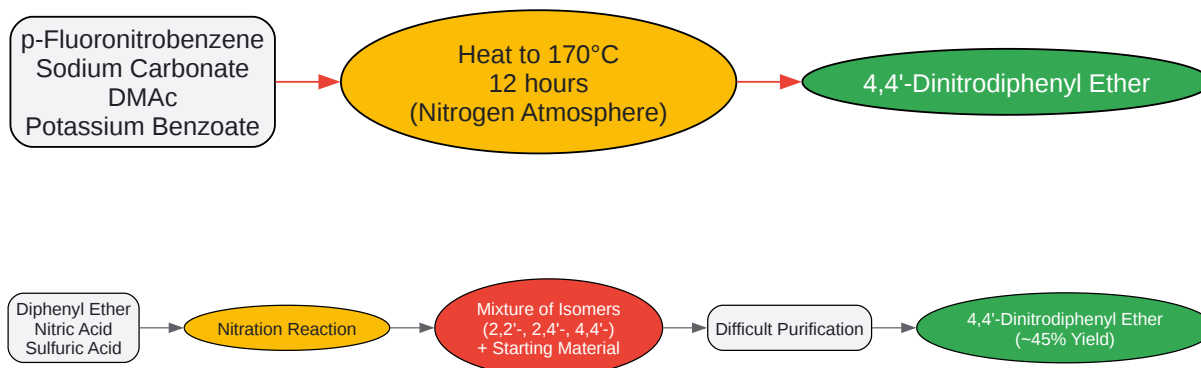 p-Fluoronitrobenzene
Sodium Carbonate
DMAc
Potassium Benzoate
Heat to 170°C
12 hours
(Nitrogen Atmosphere)
4,4'-Dinitrodiphenyl Ether
Diphenyl Ether
Nitric Acid
Sulfuric Acid
Nitration Reaction
Mixture of Isomers
(2,2'-, 2,4'-, 4,4'-)
+ Starting Material
Difficult Purification
4,4'-Dinitrodiphenyl Ether
(~45% Yield)